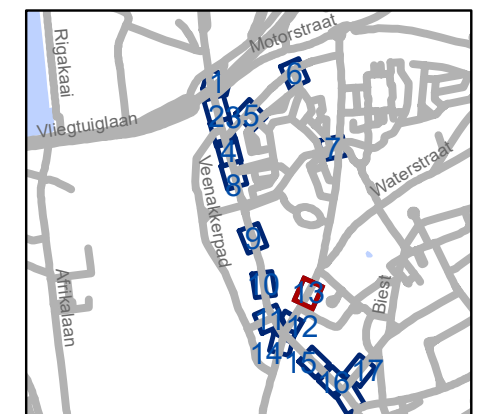 Motorstraat
Rigakaai
1
6
2
3
5
Vliegtuiglaan
4
7
Waterstraat
8
Veenakkerpad
9
Afrikalaan
10
13
Biest
11
12
14
15
16
17